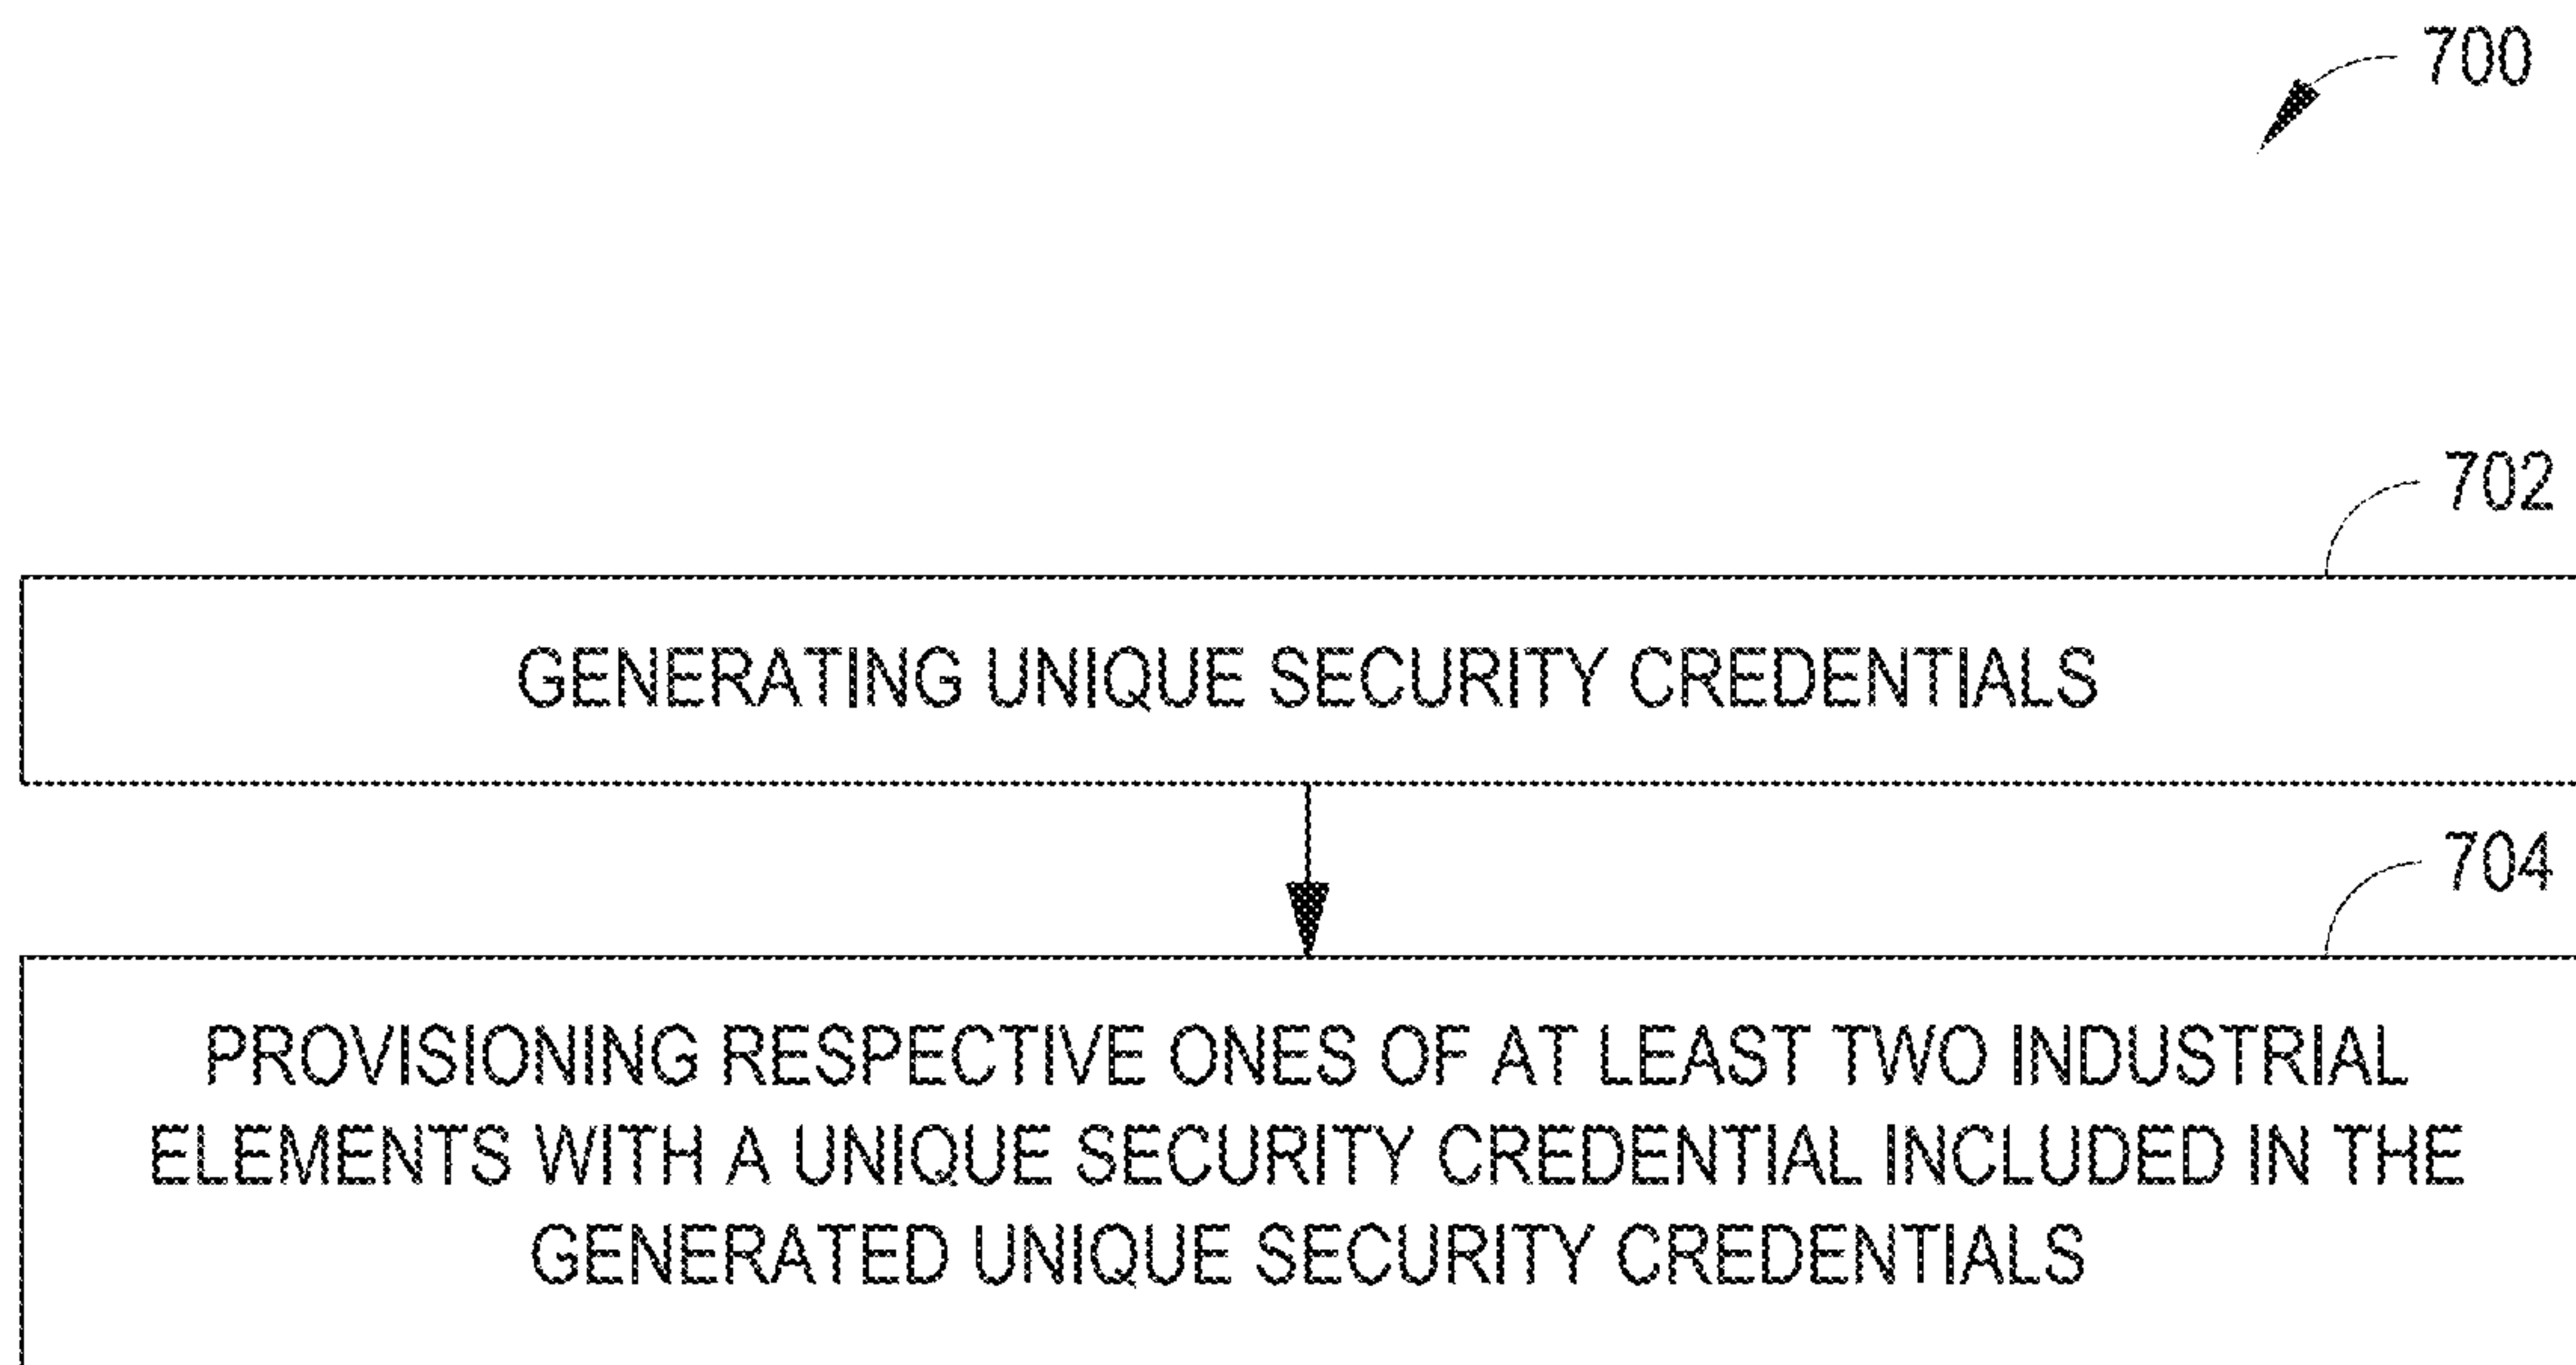 700
702
GENERATING UNIQUE SECURITY CREDENTIALS
704
PROVISIONING RESPECTIVE ONES OF AT LEAST TWO INDUSTRIAL
ELEMENTS WITH A UNIQUE SECURITY CREDENTIAL INCLUDED IN THE
GENERATED UNIQUE SECURITY CREDENTIALS